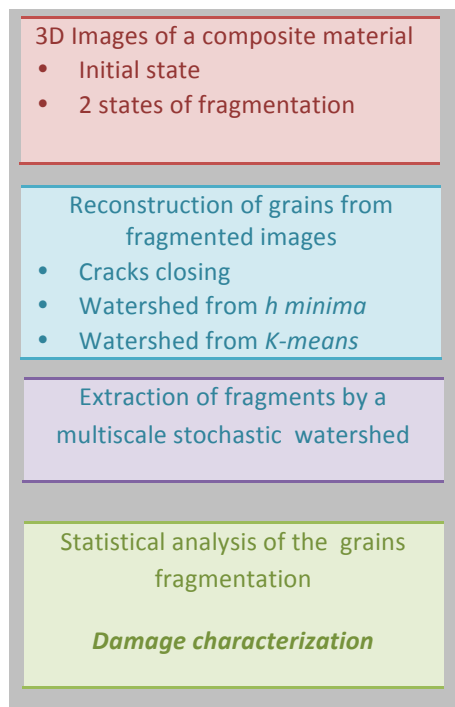 3D Images of a composite material
• Initial state
• 2 states of fragmentation
Reconstruction of grains from
fragmented images
• Cracks closing
• Watershed from h minima
• Watershed from K-means
Extraction of fragments by a
multiscale stochastic watershed
Statistical analysis of the grains
fragmentation
Damage characterization